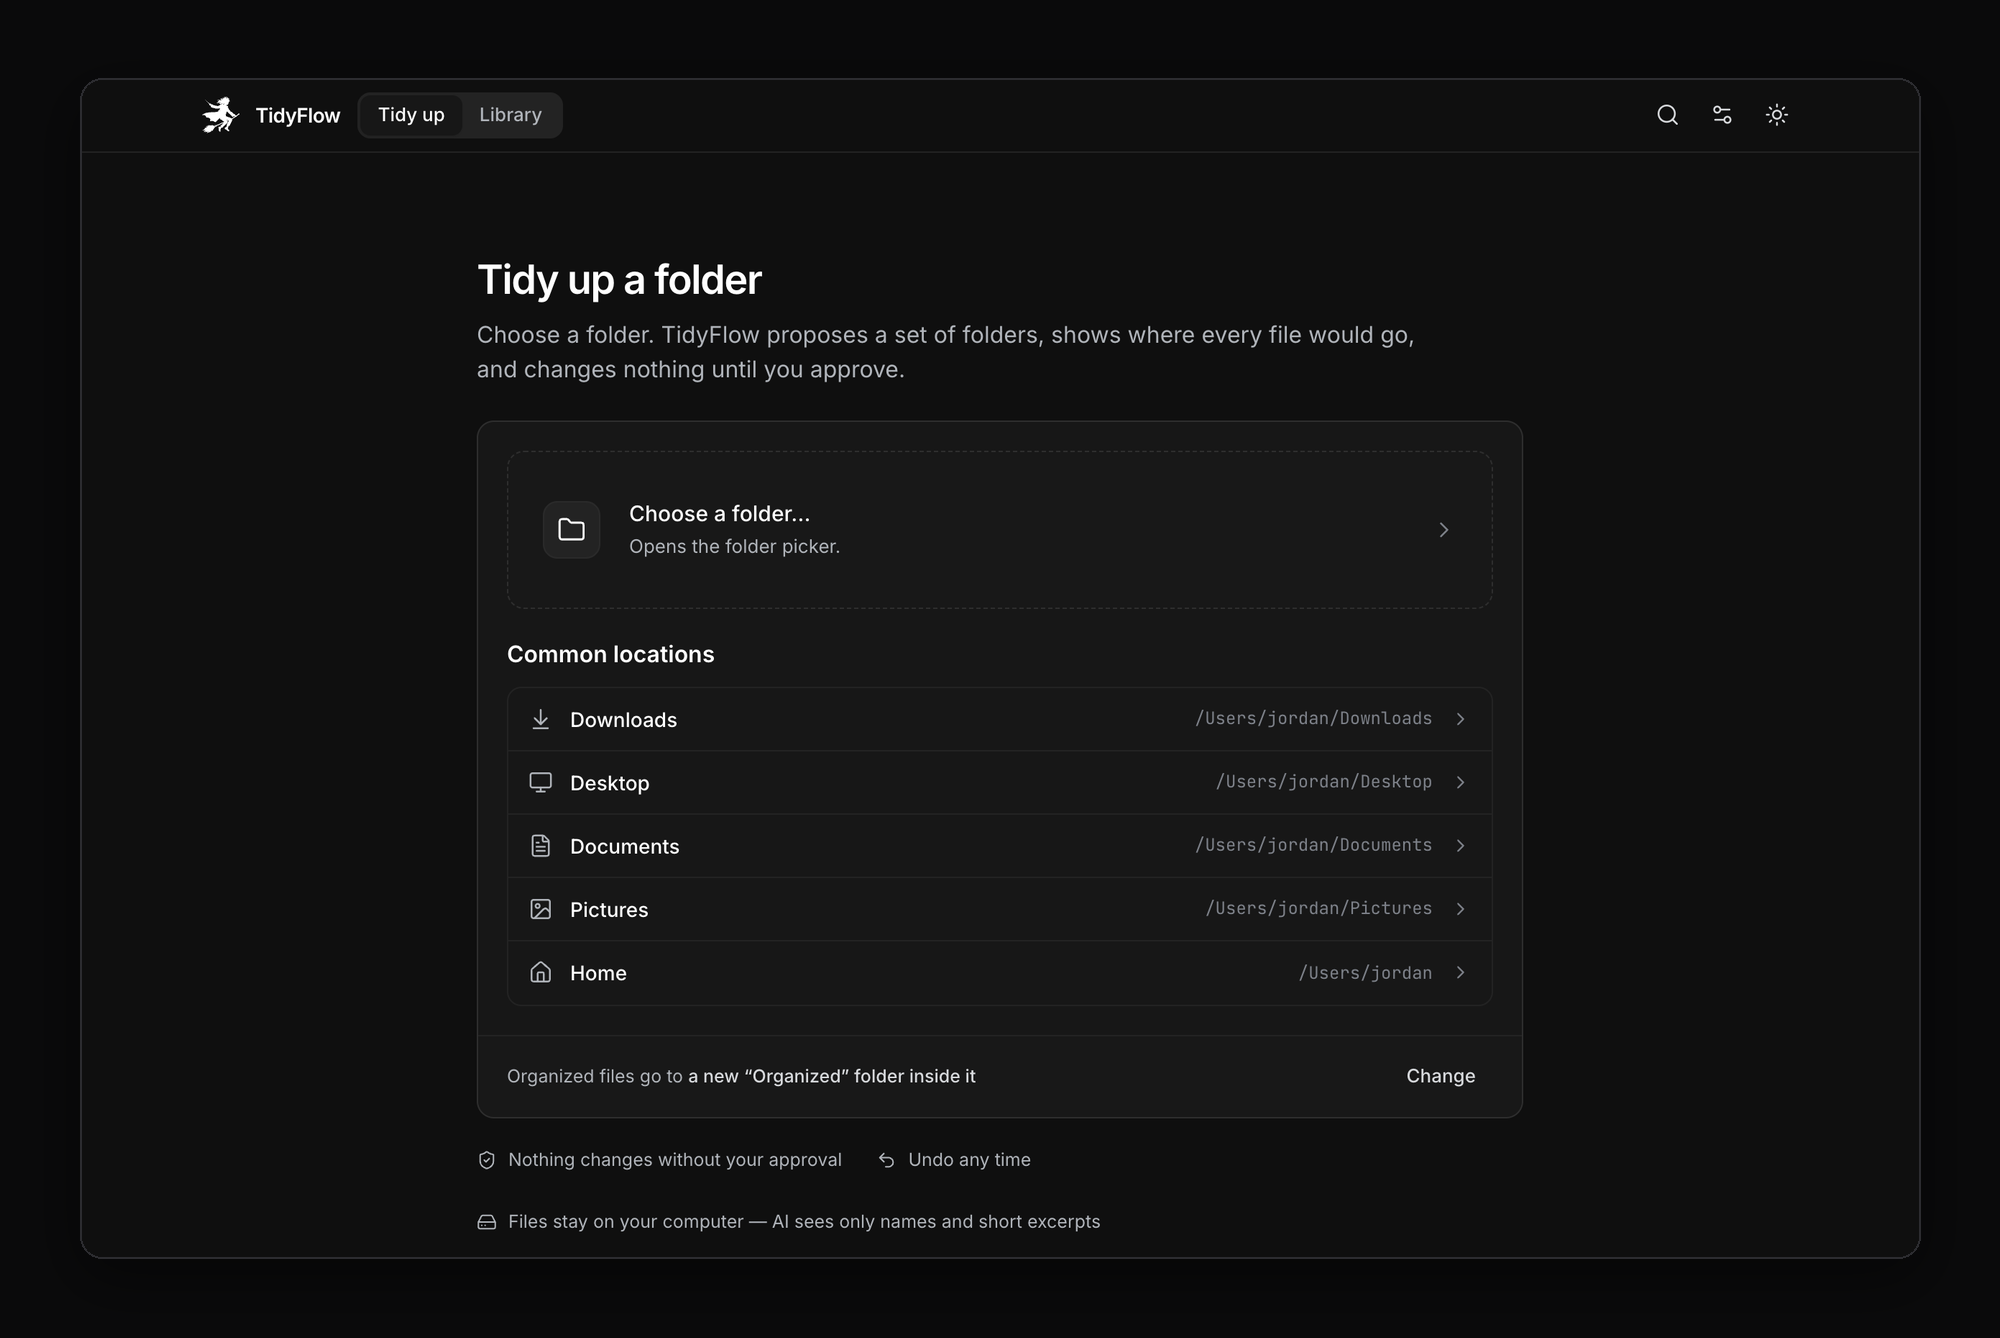 TidyFlow
Tidy up
Library
Tidy up a folder
Choose a folder. TidyFlow proposes a set of folders, shows where every file would go,
and changes nothing until you approve.
Choose a folder...
Opens the folder picker.
Common locations
Downloads /Users/jordan/Downloads
Desktop /Users/jordan/Desktop
Documents /Users/jordan/Documents
Pictures /Users/jordan/Pictures
Home /Users/jordan
Organized files go to a new “Organized” folder inside it
Change
Nothing changes without your approval
Undo any time
Files stay on your computer — AI sees only names and short excerpts